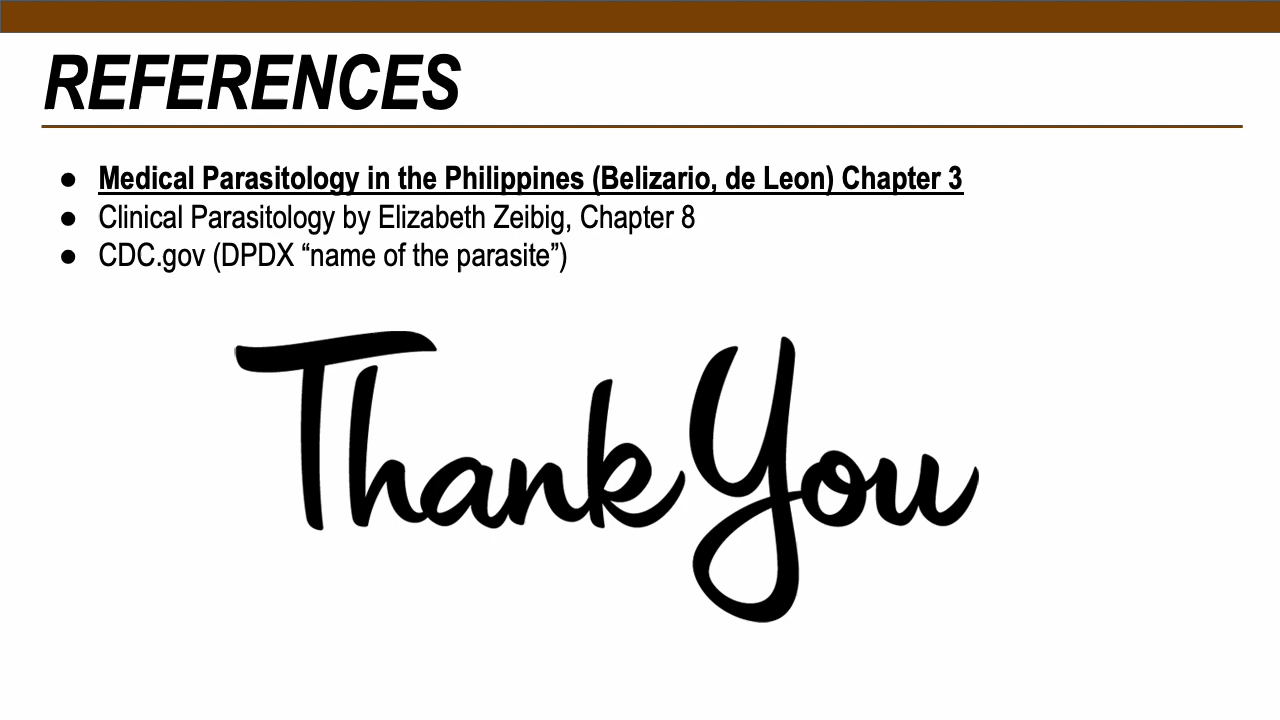 REFERENCES
● Medical Parasitology in the Philippines (Belizario, de Leon) Chapter 3
● Clinical Parasitology by Elizabeth Zeibig, Chapter 8
● CDC.gov (DPDX “name of the parasite”)
Thank You